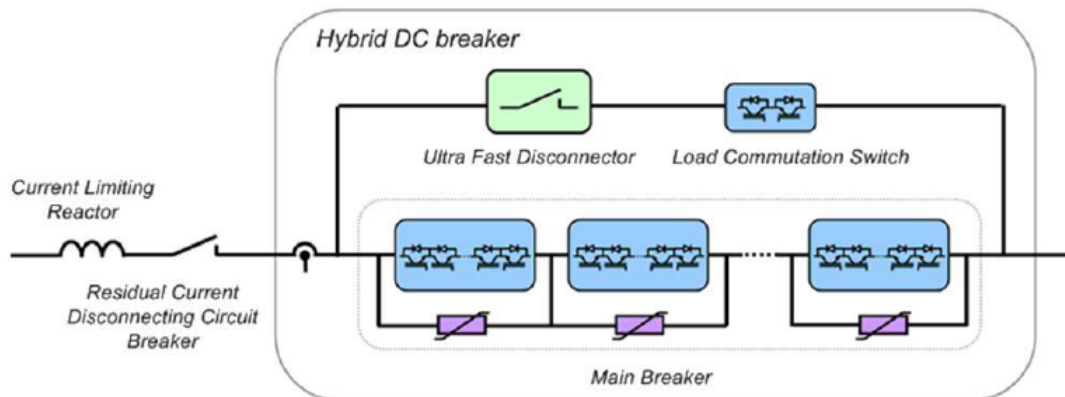 Hybrid DC breaker
Ultra Fast Disconnector
Load Commutation Switch
Current Limiting
Reactor
Residual Current
Disconnecting Circuit
Breaker
Main Breaker